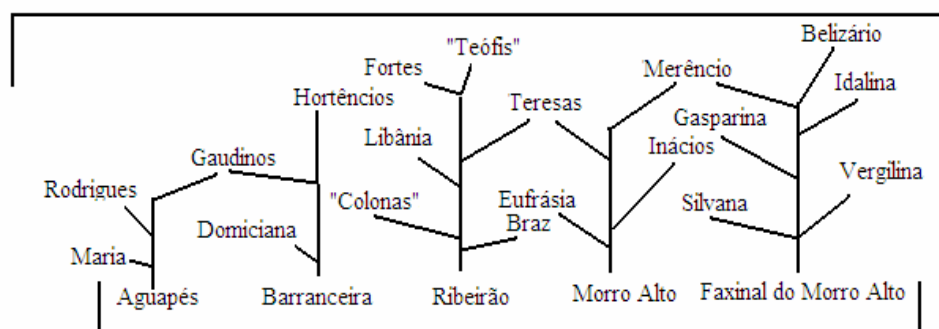 Belizário
"Teófis"
Fortes
Merêncio
Idalina
Hortêncios
Teresas
Gasparina
Libânia
Inácios
Gaudinos
Vergilina
Rodrigues
"Colonas"
Eufrásia
Silvana
Domiciana
Braz
Maria
Aguapés
Barranceira
Ribeirão
Morro Alto
Faxinal do Morro Alto